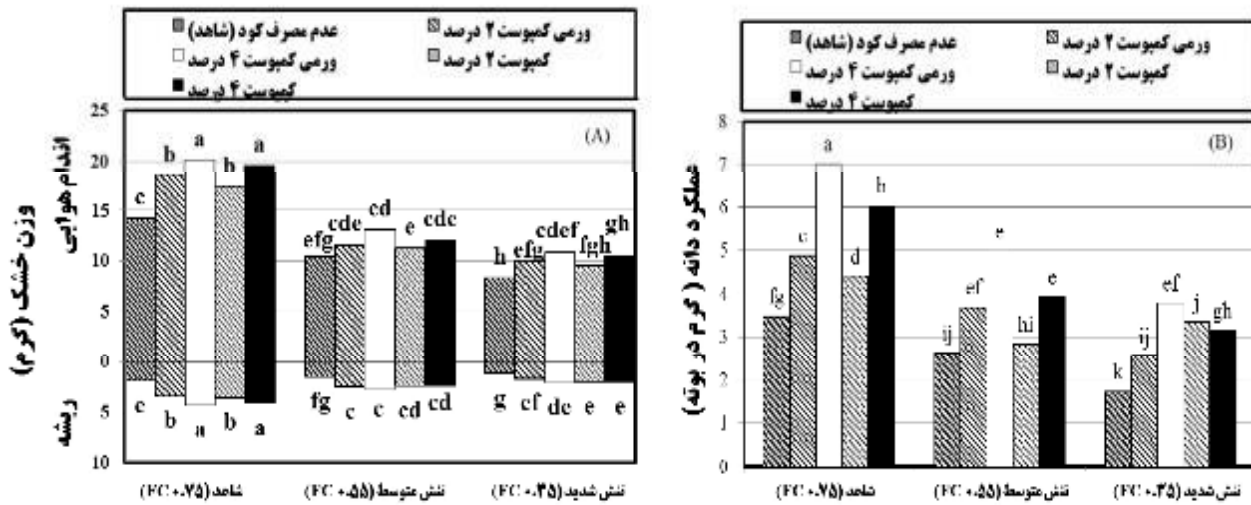 عدم مصرف کود (شاهد) ورمی کمپوست ۲ درصد
ورمی کمپوست ۴ درصد کمپوست ۲ درصد
کمپوست ۴ درصد
(A)
وزن خشک (گرم)
اندام هوایی
ریشه
25
20
15
10
5
0
5
10
c b a b a
efg cde cd e cdc
h efg cdef fgh gh
c b a b a
fg c c cd cd
g cf dc e e
شاهد (FC ۰.۷۵) تنش متوسط (FC ۰.۵۵) تنش شدید (FC ۰.۳۵)
عدم مصرف کود (شاهد) ورمی کمپوست ۲ درصد
ورمی کمپوست ۴ درصد کمپوست ۲ درصد
کمپوست ۴ درصد
(B)
عملکرد دانه (گرم در بوته)
8
7
6
5
4
3
2
1
0
fg c a d b
ij ef e hi e
k ij ef j gh
شاهد (FC ۰.۷۵) تنش متوسط (FC ۰.۵۵) تنش شدید (FC ۰.۳۵)